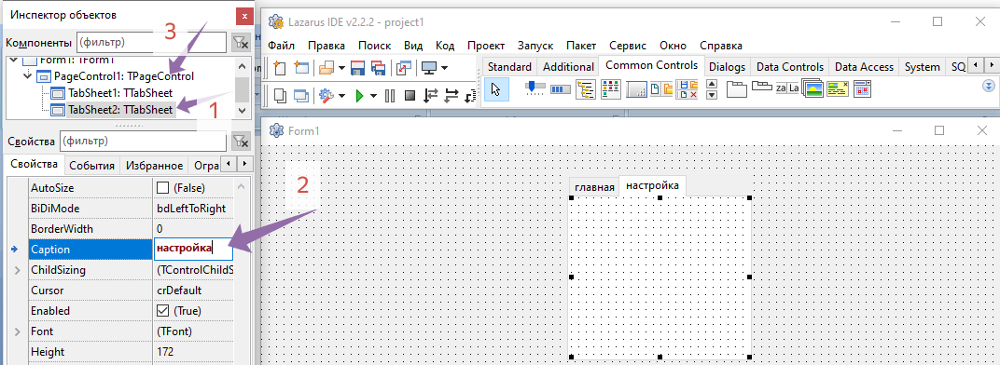 Инспектор объектов
Компоненты (фильтр)
3
Form1: TForm1
PageControl1: TPageControl
TabSheet1: TTabSheet
TabSheet2: TTabSheet
1
Свойства (фильтр)
Свойства События Избранное Огра
AutoSize (False)
BiDiMode bdLeftToRight
BorderWidth 0
Caption настройка
ChildSizing (TControlChildS
Cursor crDefault
Enabled (True)
Font (TFont)
Height 172
2
Lazarus IDE v2.2.2 - project1
Файл Правка Поиск Вид Код Проект Запуск Пакет Сервис Окно Справка
Standard Additional Common Controls Dialogs Data Controls Data Access System SQ
Form1
главная настройка